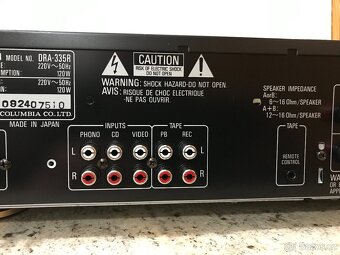 MODEL NO. DRA-335R
220V~50Hz
120W
220V~50Hz
120W
092407510
COLUMBIA CO.,LTD.
MADE IN JAPAN
CAUTION
RISK OF ELECTRIC SHOCK
DO NOT OPEN
WARNING: SHOCK HAZARD-DO NOT OPEN
AVIS: RISQUE DE CHOC ELECTRIQUE
NE PAS OUVRIR
SPEAKER IMPEDANCE
AorB:
6~16 Ohm/SPEAKER
A+B:
12~16 Ohm/SPEAKER
INPUTS
TAPE
PHONO
CD
VIDEO
PB
REC
L
L
R
R
TAPE
REMOTE
CONTROL